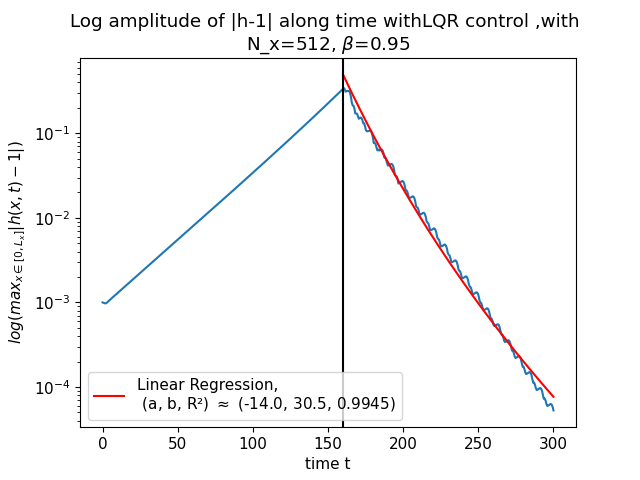 Log amplitude of |h-1| along time withLQR control ,with
N_x=512, β=0.95
log(max_{x∈[0,L_x]}|h(x, t) − 1|)
10⁻¹
10⁻²
10⁻³
10⁻⁴
Linear Regression,
(a, b, R²) ≈ (-14.0, 30.5, 0.9945)
0 50 100 150 200 250 300
time t